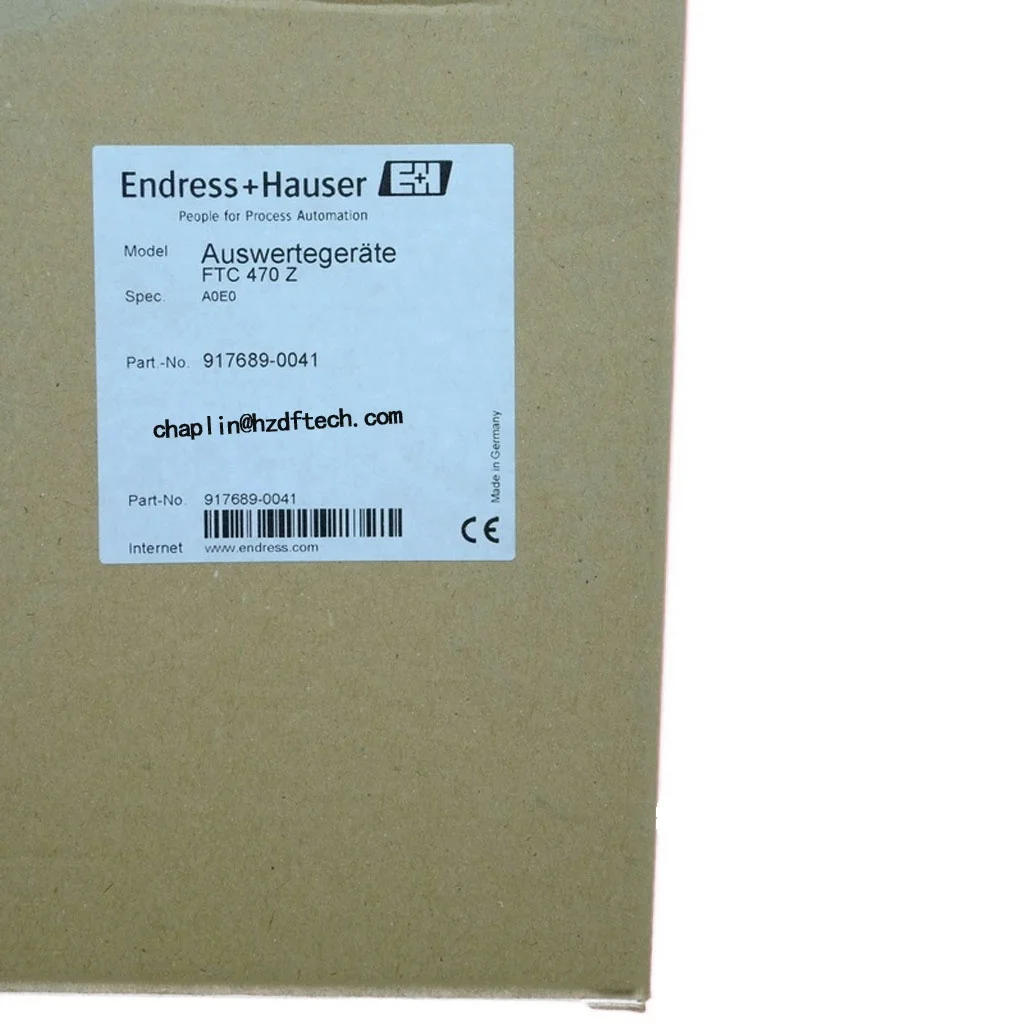 Endress+Hauser E+H
People for Process Automation
Model Auswertegeräte
FTC 470 Z
Spec. A0E0
Part.-No. 917689-0041
chaplin@hzdftech.com
Made in Germany
Part-No. 917689-0041
CE
Internet www.endress.com